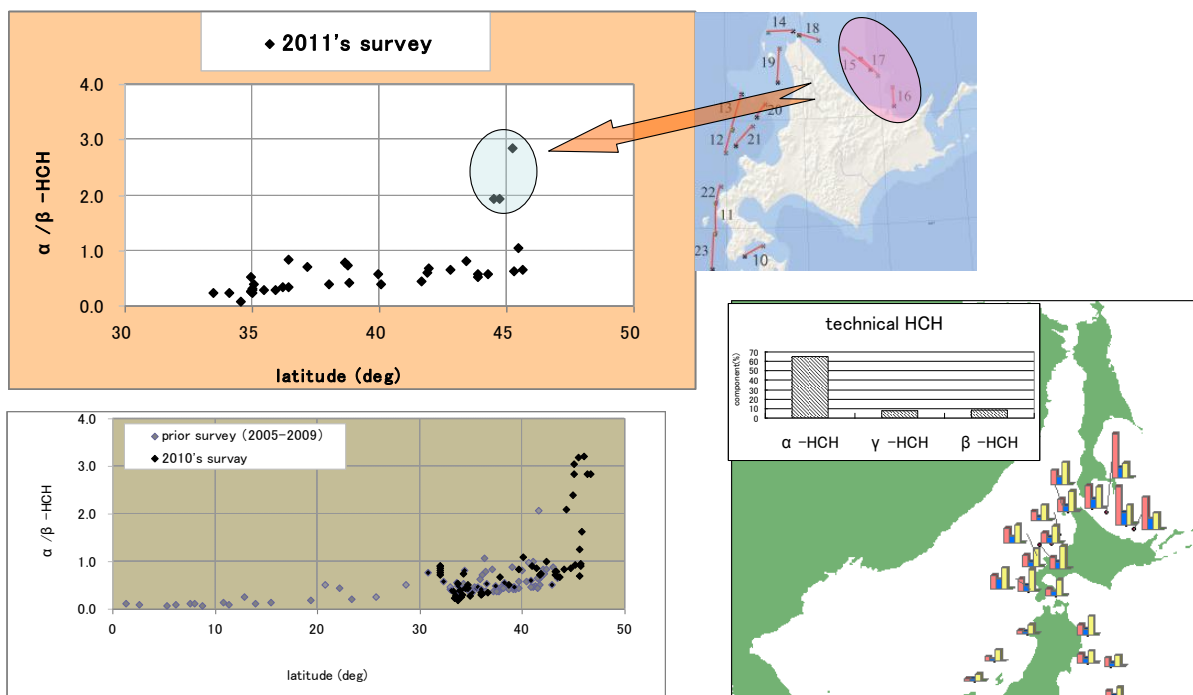 ◆ 2011's survey
4.0
3.0
2.0
1.0
0.0
α/β-HCH
30 35 40 45 50
latitude (deg)
14
18
19
15
17
16
13
20
12
21
22
11
23
10
technical HCH
component(%)
70
60
50
40
30
20
10
0
α-HCH γ-HCH β-HCH
◆ prior survey (2005-2009)
◆ 2010's survay
4.0
3.0
2.0
1.0
0.0
α/β-HCH
0 10 20 30 40 50
latitude (deg)